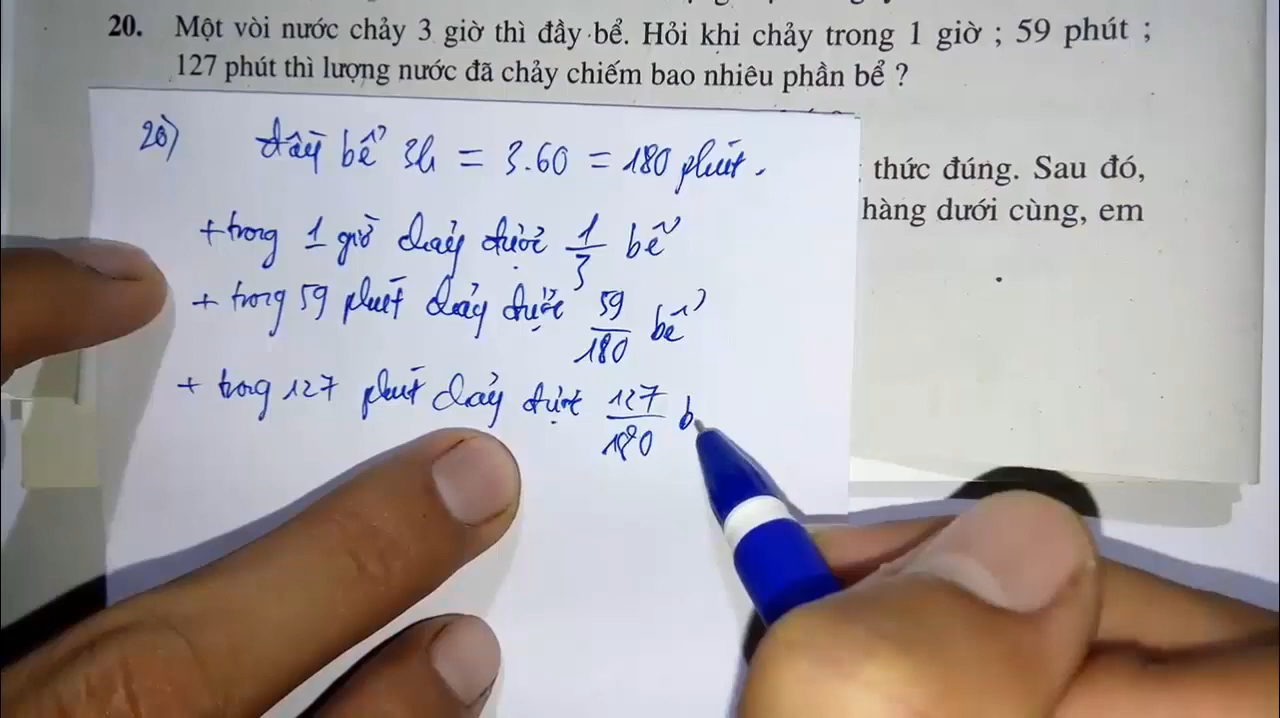 20. Một vòi nước chảy 3 giờ thì đầy bể. Hỏi khi chảy trong 1 giờ ; 59 phút ;
127 phút thì lượng nước đã chảy chiếm bao nhiêu phần bể ?
thức đúng. Sau đó,
hàng dưới cùng, em
20) đầy bể 3h = 3.60 = 180 phút.
+ trong 1 giờ chảy được 1/3 bể
+ trong 59 phút chảy được 59/180 bể
+ trong 127 phút chảy được 127/180 b